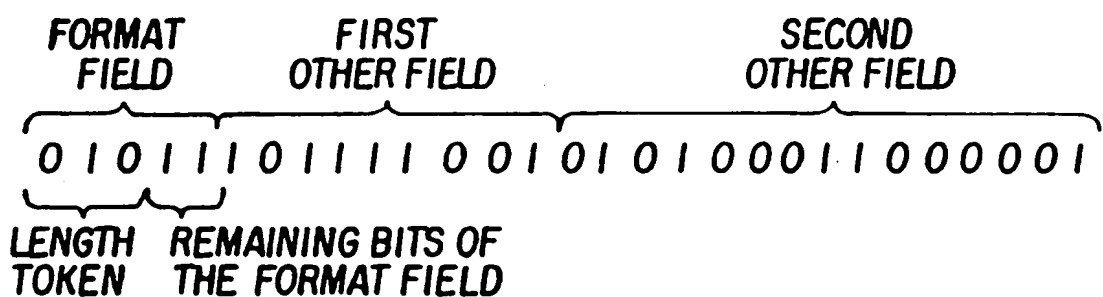 FORMAT FIRST SECOND
FIELD OTHER FIELD OTHER FIELD
0 1 0 1 1 1 0 1 1 1 1 0 0 1 0 1 0 1 0 0 0 1 1 0 0 0 0 0 1
LENGTH REMAINING BITS OF
TOKEN THE FORMAT FIELD